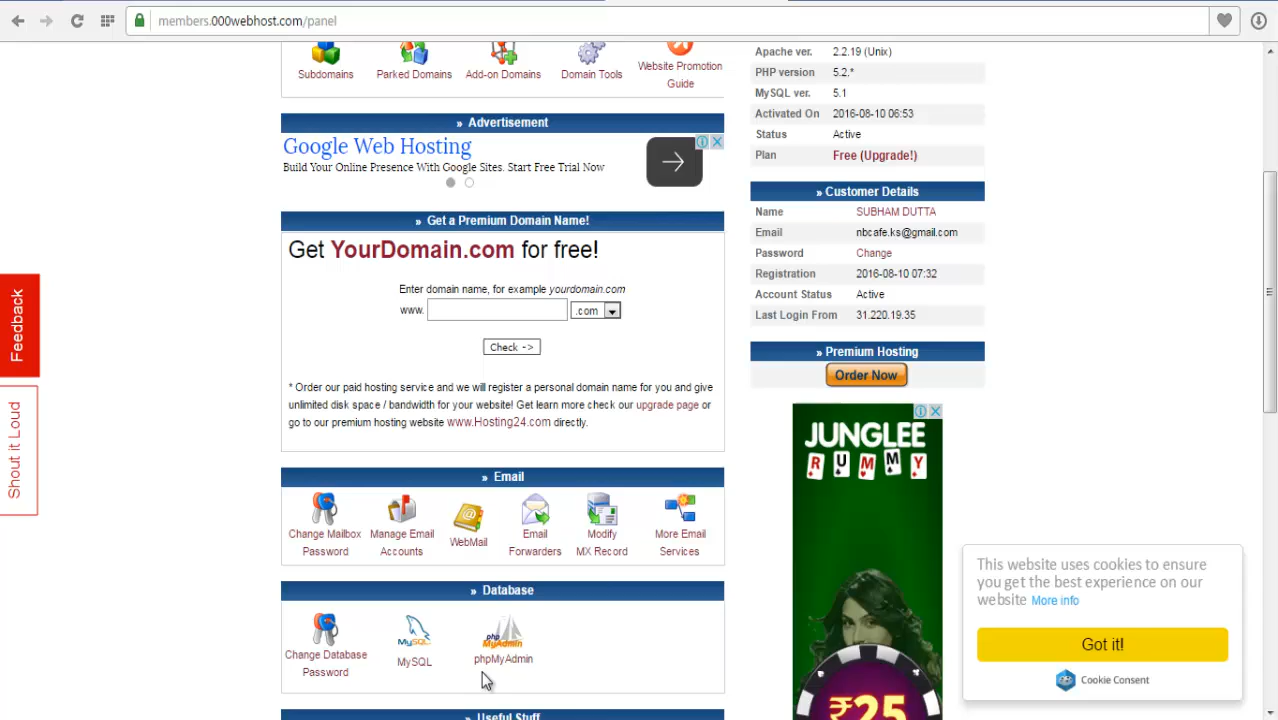 members.000webhost.com/panel
Subdomains
Parked Domains
Add-on Domains
Domain Tools
Website Promotion
Guide
» Advertisement
Google Web Hosting
Build Your Online Presence With Google Sites. Start Free Trial Now
» Get a Premium Domain Name!
Get YourDomain.com for free!
Enter domain name, for example yourdomain.com
www.
.com
Check ->
* Order our paid hosting service and we will register a personal domain name for you and give
unlimited disk space / bandwidth for your website! Get learn more check our upgrade page or
go to our premium hosting website www.Hosting24.com directly.
» Email
Change Mailbox
Password
Manage Email
Accounts
WebMail
Email
Forwarders
Modify
MX Record
More Email
Services
» Database
Change Database
Password
MySQL
MySQL
php
MyAdmin
phpMyAdmin
» Useful Stuff
Apache ver. 2.2.19 (Unix)
PHP version 5.2.*
MySQL ver. 5.1
Activated On 2016-08-10 06:53
Status Active
Plan Free (Upgrade!)
» Customer Details
Name SUBHAM DUTTA
Email nbcafe.ks@gmail.com
Password Change
Registration 2016-08-10 07:32
Account Status Active
Last Login From 31.220.19.35
» Premium Hosting
Order Now
JUNGLEE
RUMMY
₹25
Feedback
Shout it Loud
This website uses cookies to ensure
you get the best experience on our
website More info
Got it!
Cookie Consent